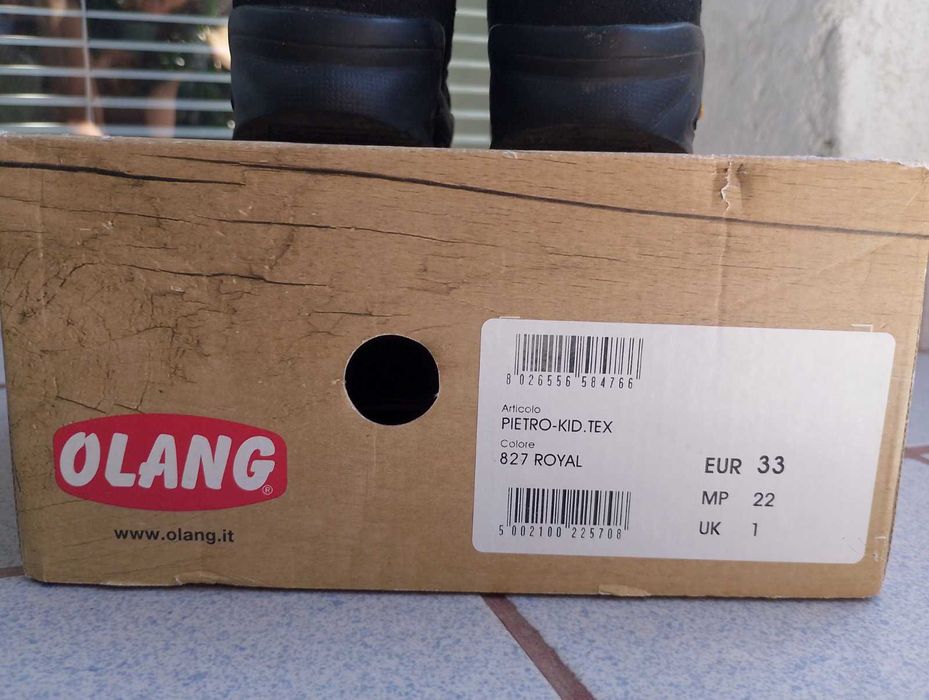 OLANG®
www.olang.it
8 026556 584766
Articolo
PIETRO-KID.TEX
Colore
827 ROYAL
5 002100 225708
EUR 33
MP 22
UK 1